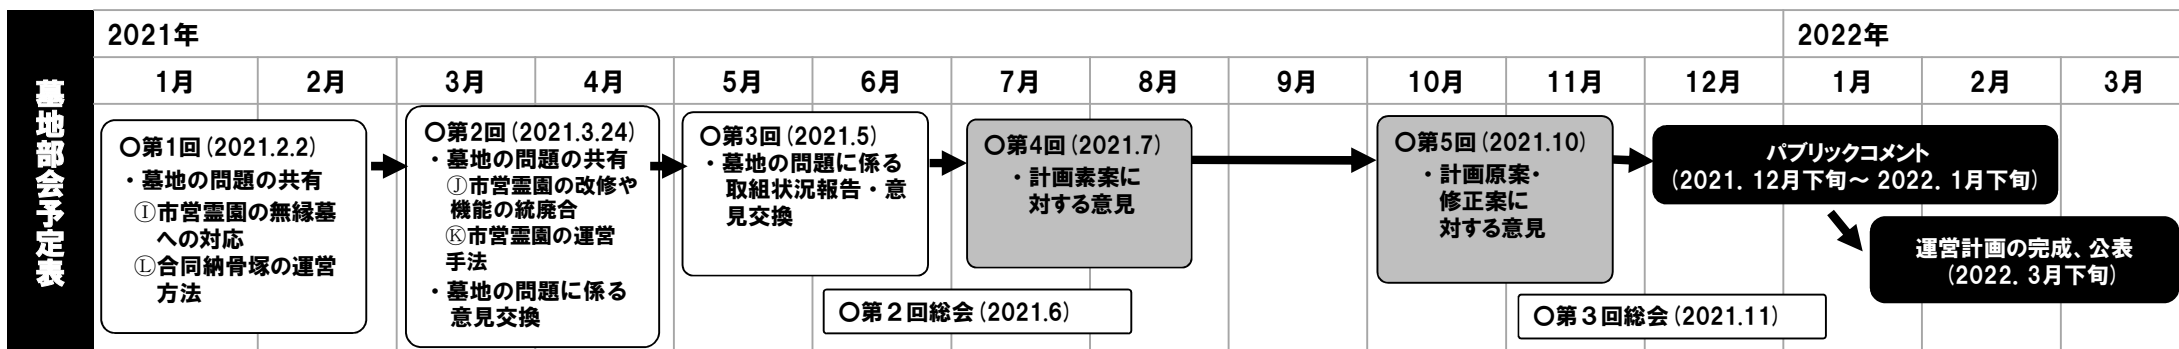 墓地部会予定表
2021年
2022年
1月
2月
3月
4月
5月
6月
7月
8月
9月
10月
11月
12月
1月
2月
3月
〇第1回(2021.2.2)
・墓地の問題の共有
Ⓘ市営霊園の無縁墓
への対応
Ⓛ合同納骨塚の運営
方法
〇第2回(2021.3.24)
・墓地の問題の共有
Ⓙ市営霊園の改修や
機能の統廃合
Ⓚ市営霊園の運営
手法
・墓地の問題に係る
意見交換
〇第3回(2021.5)
・墓地の問題に係る
取組状況報告・意
見交換
〇第2回総会(2021.6)
〇第4回(2021.7)
・計画素案に
対する意見
〇第5回(2021.10)
・計画原案・
修正案に
対する意見
〇第3回総会(2021.11)
パブリックコメント
(2021. 12月下旬～ 2022. 1月下旬)
運営計画の完成、公表
(2022. 3月下旬)